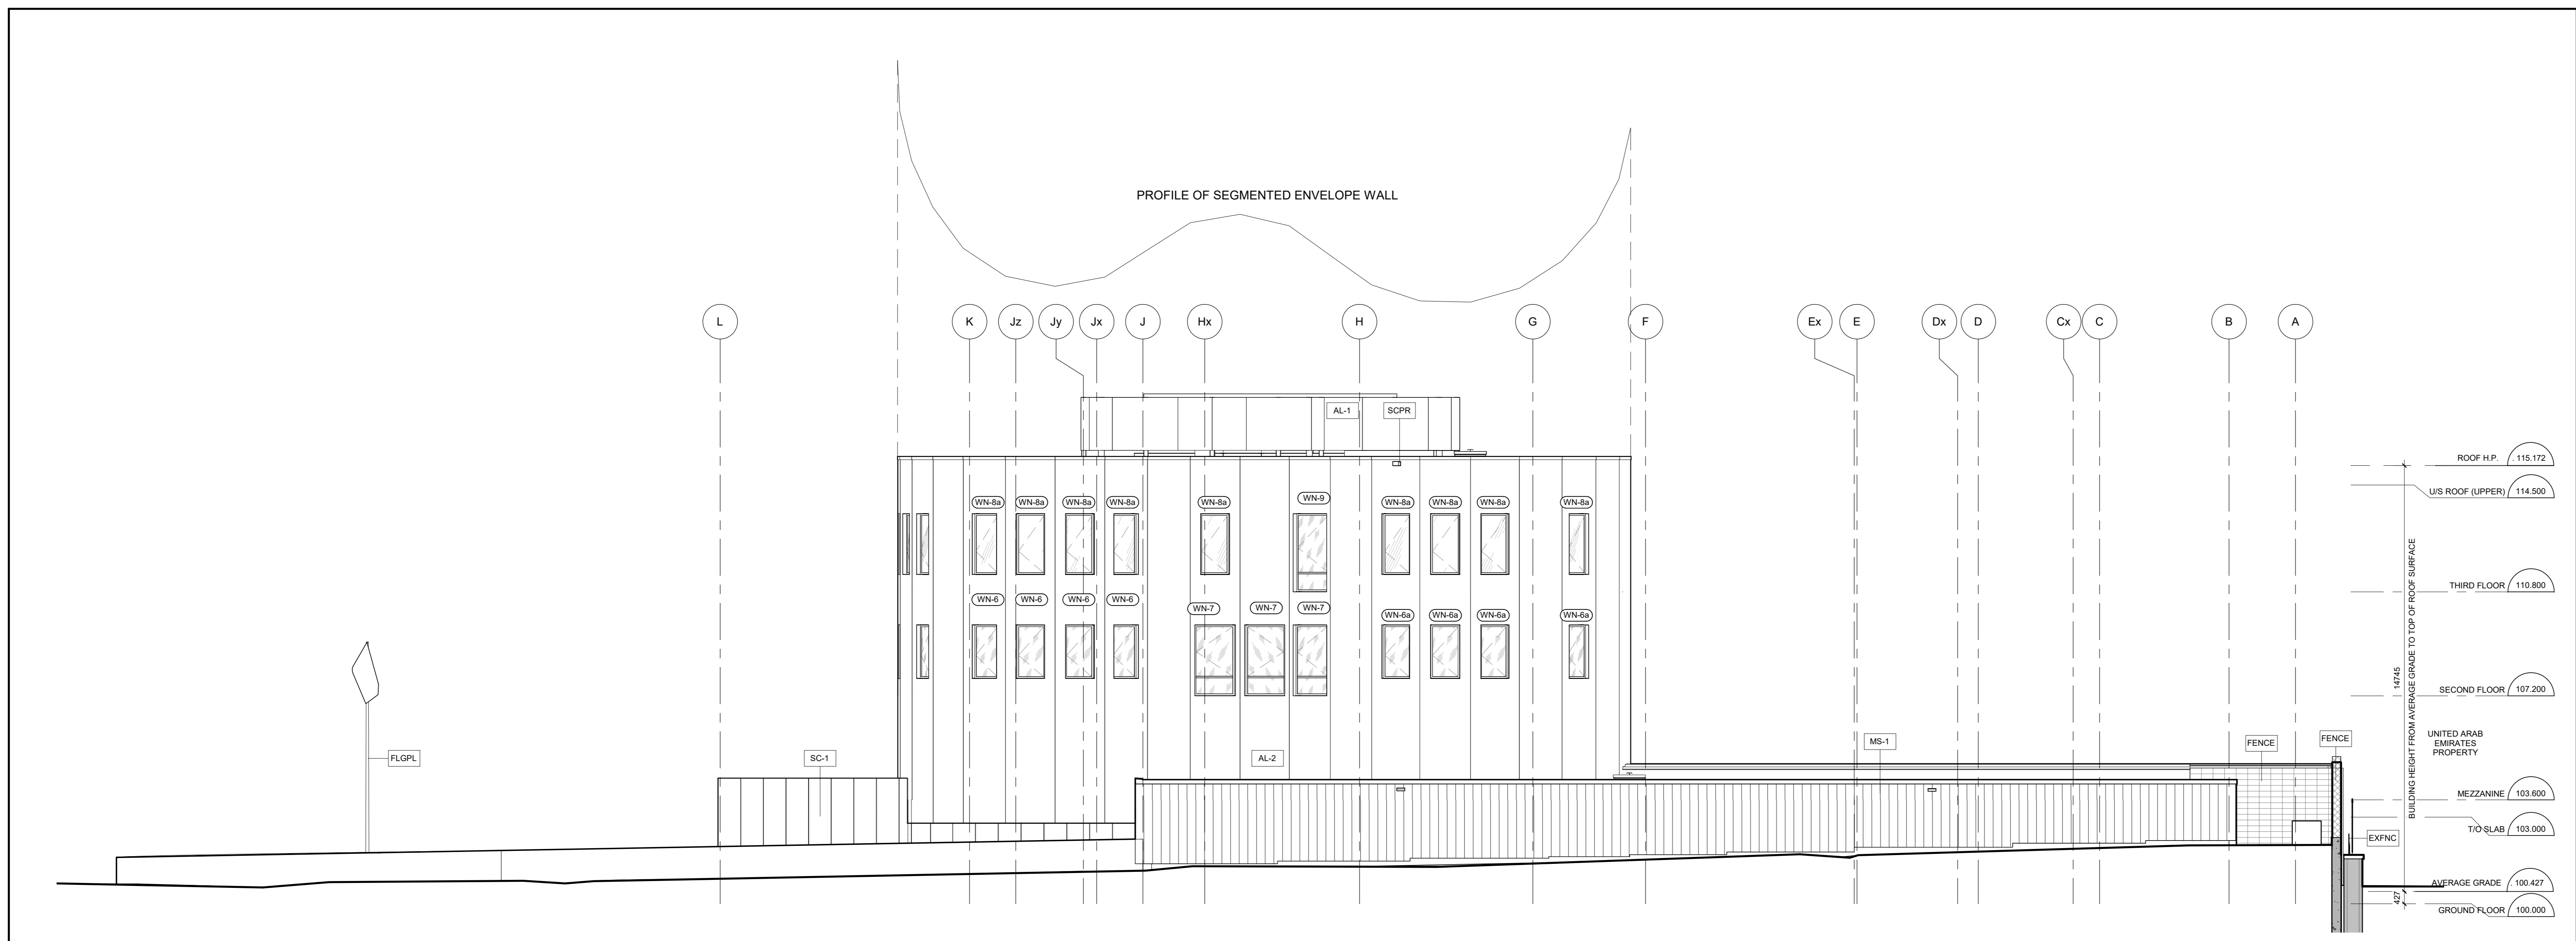 PROFILE OF SEGMENTED ENVELOPE WALL
L K Jz Jy Jx J Hx H G F Ex E Dx D Cx C B A
AL-1 SCPR
ROOF H.P. 115.172
U/S ROOF (UPPER) 114.500
WN-8a WN-8a WN-8a WN-8a WN-8a WN-9 WN-8a WN-8a WN-8a WN-8a
THIRD FLOOR 110.800
WN-6 WN-6 WN-6 WN-6 WN-7 WN-7 WN-7 WN-6a WN-6a WN-6a WN-6a
14745
BUILDING HEIGHT FROM AVERAGE GRADE TO TOP OF ROOF SURFACE
SECOND FLOOR 107.200
UNITED ARAB
EMIRATES
PROPERTY
FLGPL SC-1 AL-2 MS-1 FENCE FENCE
MEZZANINE 103.600
T/O SLAB 103.000
EXFNC
AVERAGE GRADE 100.427
427
GROUND FLOOR 100.000